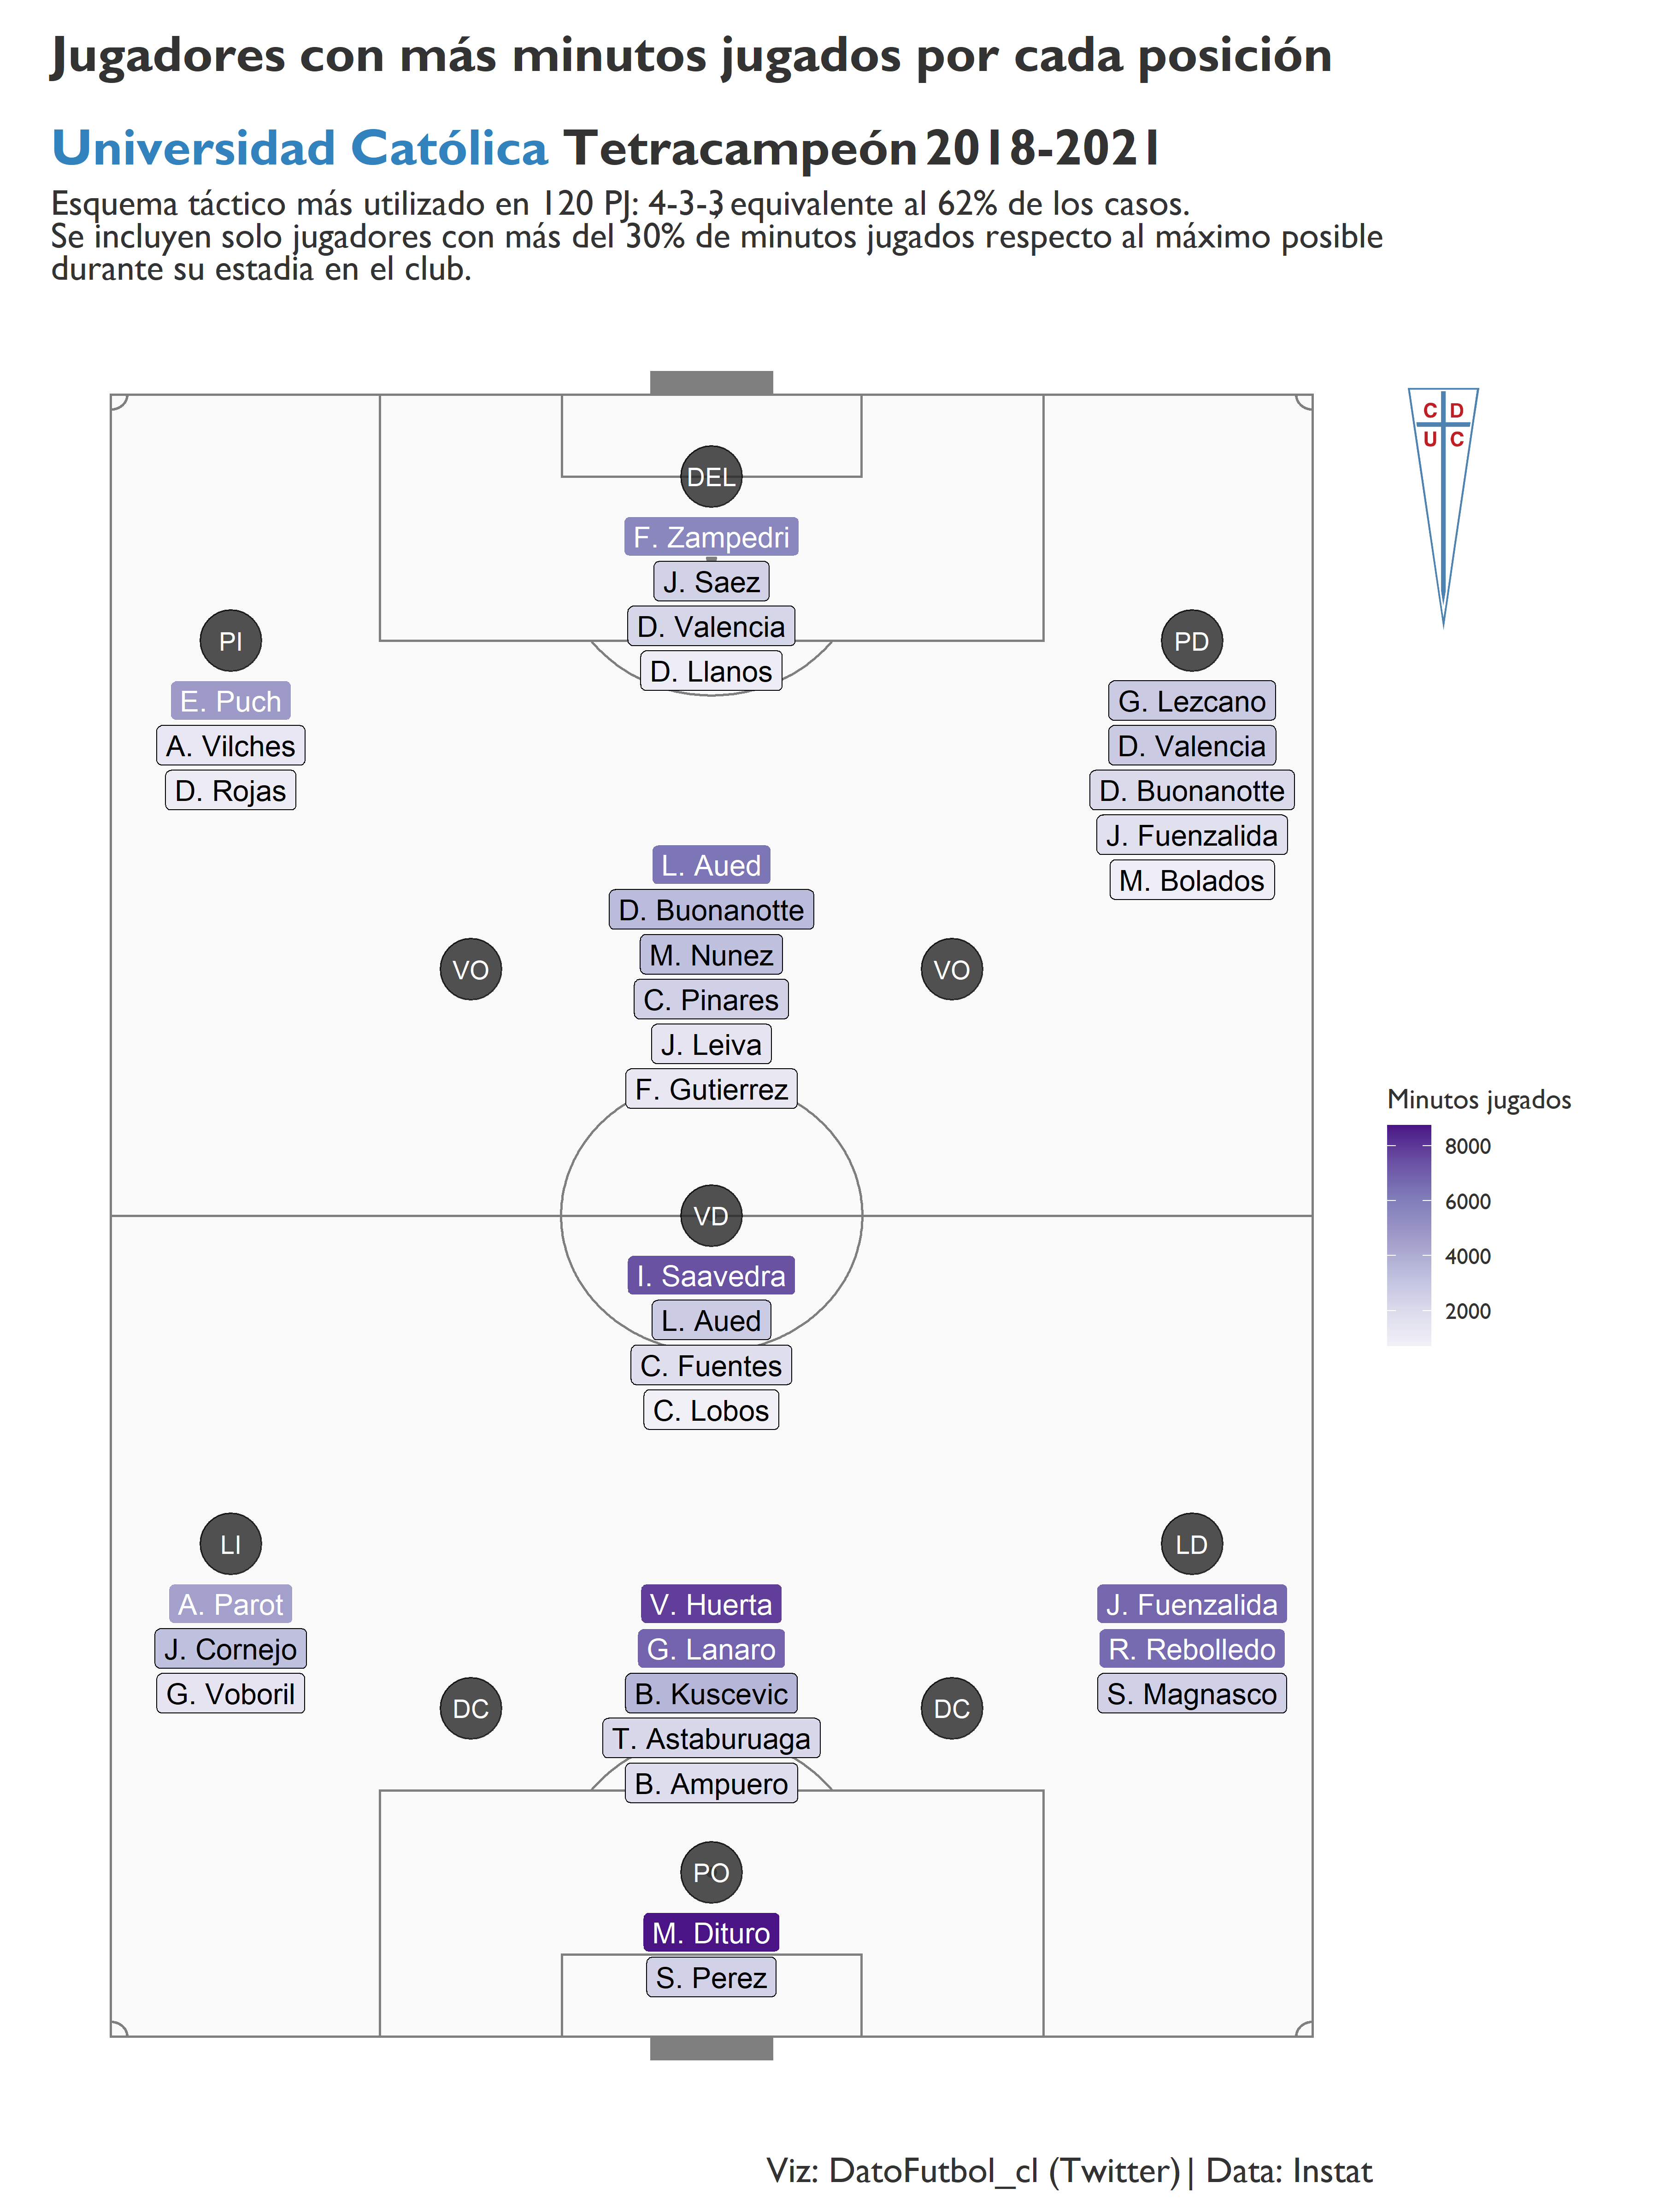 Jugadores con más minutos jugados por cada posición
Universidad Católica Tetracampeón 2018-2021
Esquema táctico más utilizado en 120 PJ: 4-3-3, equivalente al 62% de los casos.
Se incluyen solo jugadores con más del 30% de minutos jugados respecto al máximo posible
durante su estadia en el club.
C D
U C
DEL
F. Zampedri
J. Saez
D. Valencia
D. Llanos
PI
E. Puch
A. Vilches
D. Rojas
PD
G. Lezcano
D. Valencia
D. Buonanotte
J. Fuenzalida
M. Bolados
VO
L. Aued
D. Buonanotte
M. Nunez
C. Pinares
J. Leiva
F. Gutierrez
VO
VD
I. Saavedra
L. Aued
C. Fuentes
C. Lobos
Minutos jugados
8000
6000
4000
2000
LI
A. Parot
J. Cornejo
G. Voboril
DC
V. Huerta
G. Lanaro
B. Kuscevic
T. Astaburuaga
B. Ampuero
DC
LD
J. Fuenzalida
R. Rebolledo
S. Magnasco
PO
M. Dituro
S. Perez
Viz: DatoFutbol_cl (Twitter) | Data: Instat